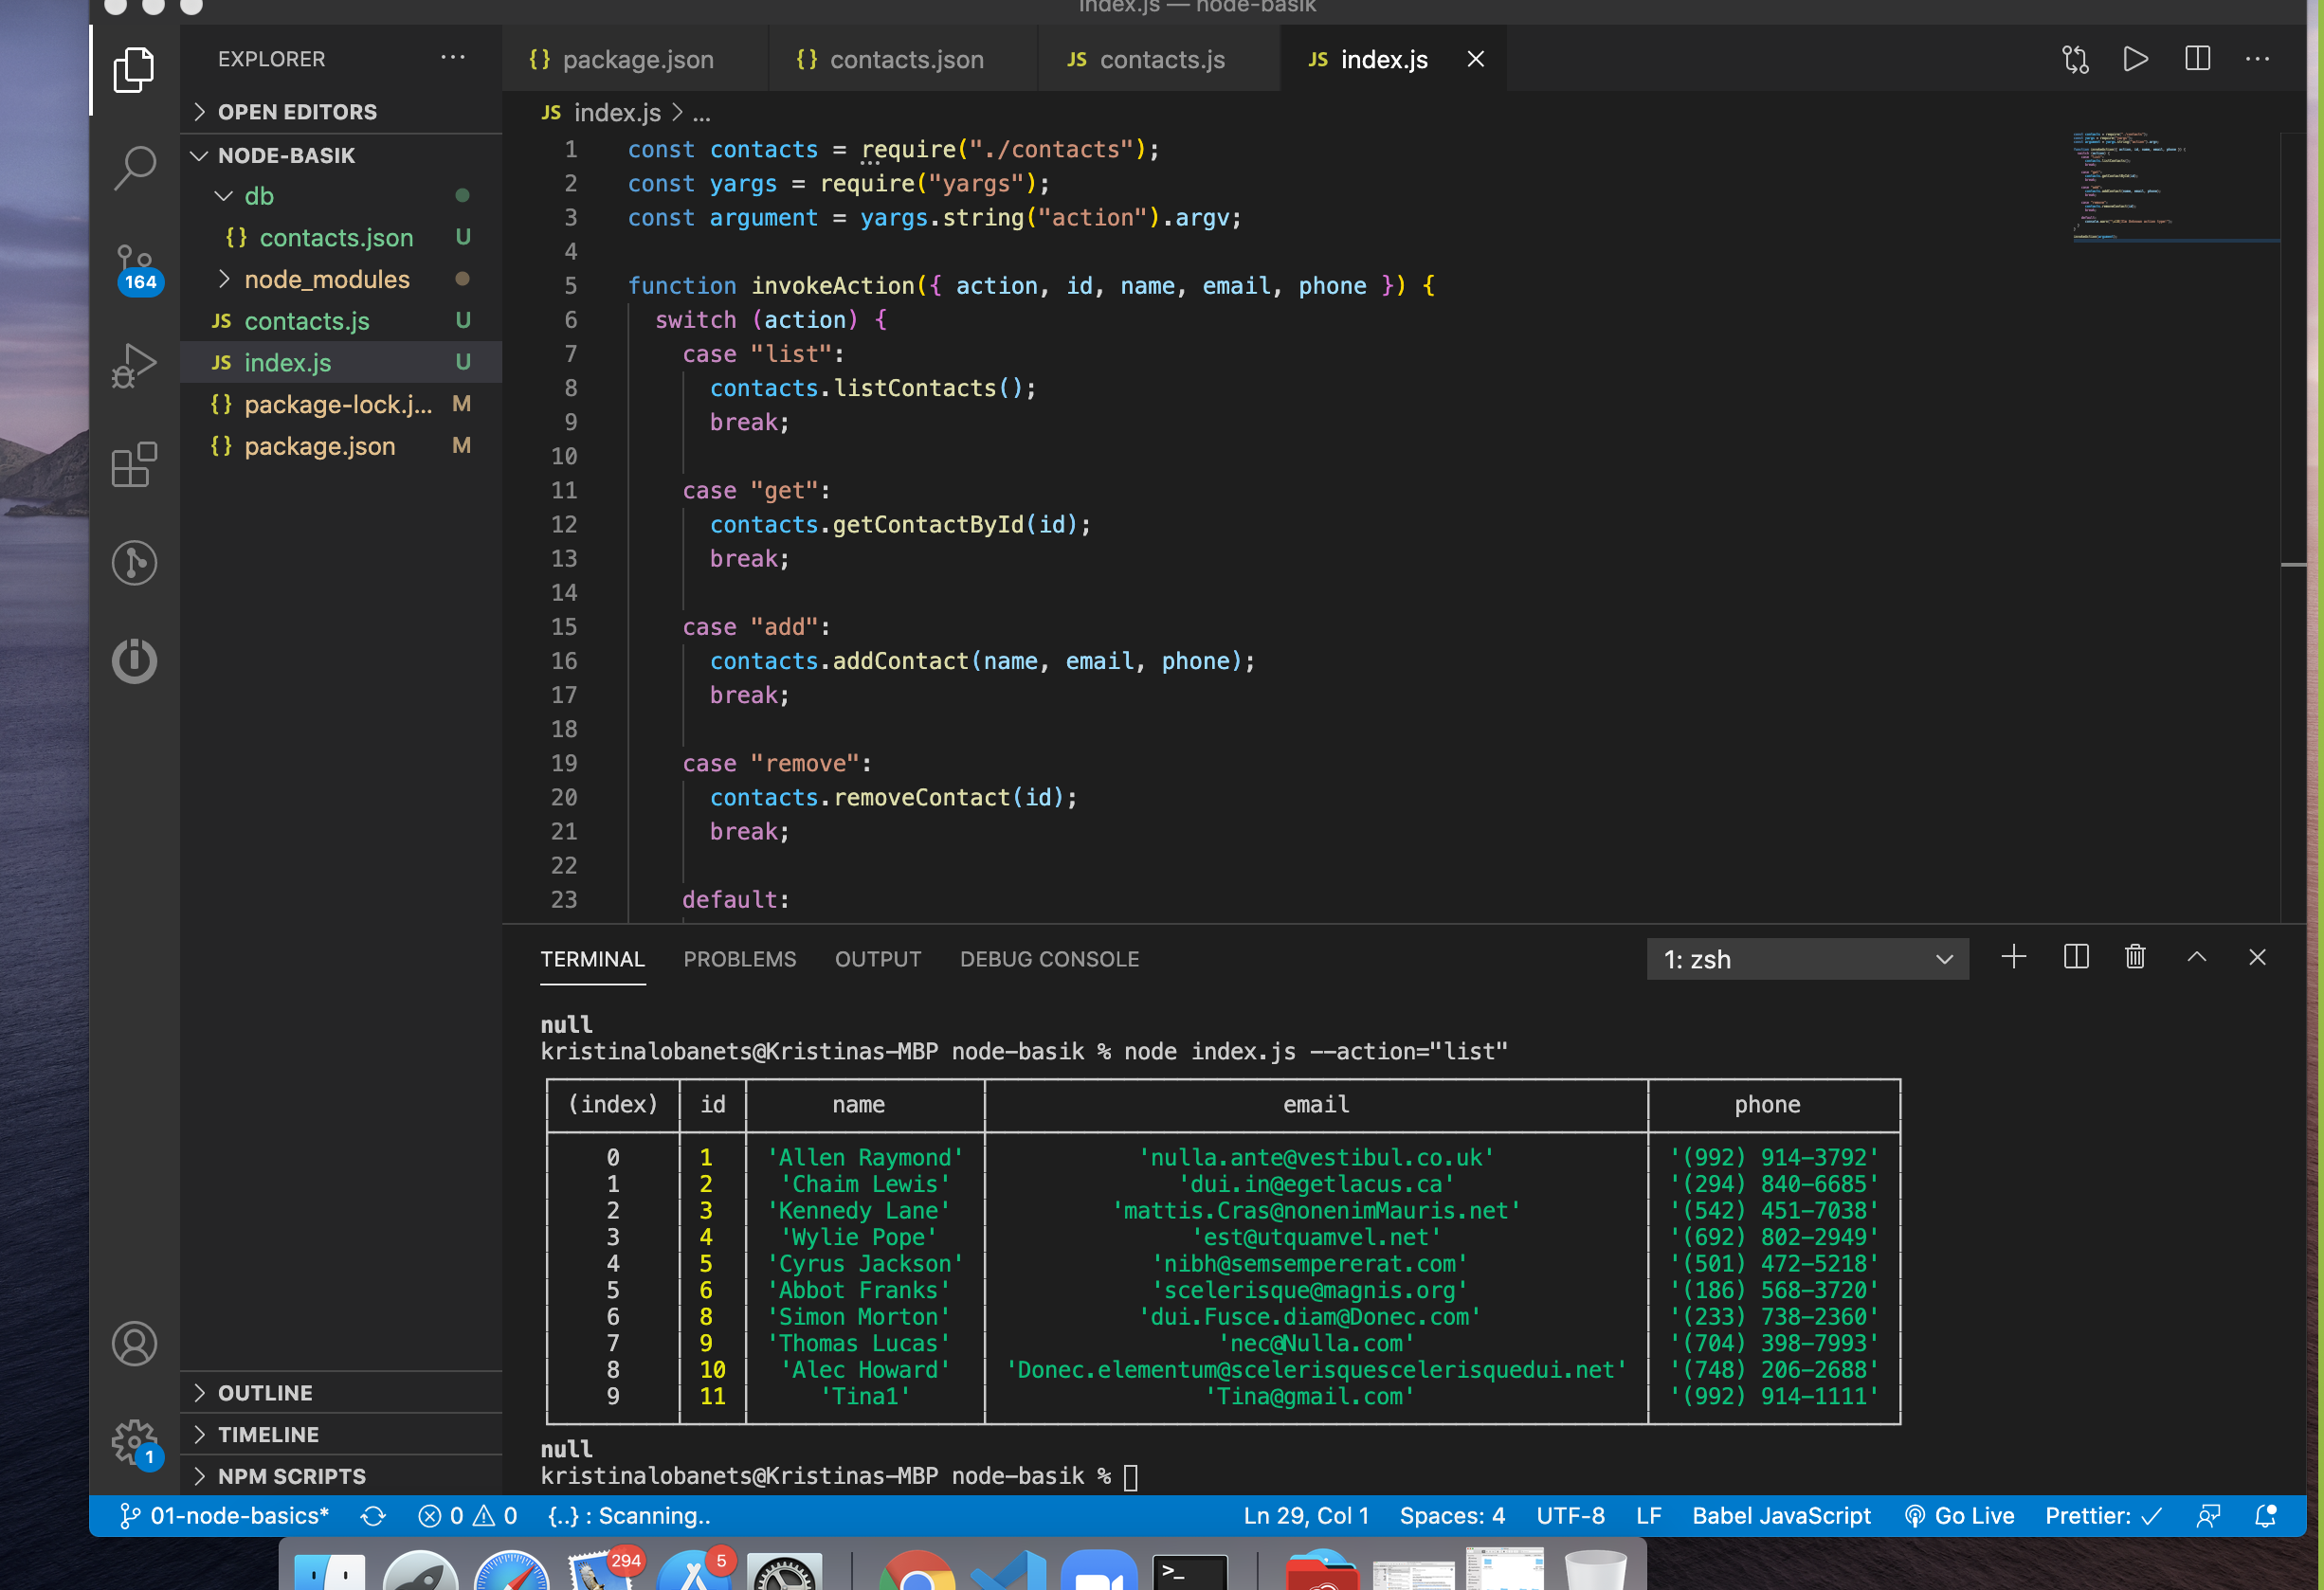 index.js — node-basik
EXPLORER
package.json
contacts.json
JS contacts.js
JS index.js
OPEN EDITORS
NODE-BASIK
db
{} contacts.json U
node_modules
JS contacts.js U
JS index.js U
{} package-lock.j... M
{} package.json M
164
OUTLINE
TIMELINE
NPM SCRIPTS
1
JS index.js > ...
1 const contacts = require("./contacts");
2 const yargs = require("yargs");
3 const argument = yargs.string("action").argv;
4
5 function invokeAction({ action, id, name, email, phone }) {
6 switch (action) {
7 case "list":
8 contacts.listContacts();
9 break;
10
11 case "get":
12 contacts.getContactById(id);
13 break;
14
15 case "add":
16 contacts.addContact(name, email, phone);
17 break;
18
19 case "remove":
20 contacts.removeContact(id);
21 break;
22
23 default:
TERMINAL PROBLEMS OUTPUT DEBUG CONSOLE
1: zsh
null
kristinalobanets@Kristinas-MBP node-basik % node index.js --action="list"
(index) id name email phone
0 1 'Allen Raymond' 'nulla.ante@vestibul.co.uk' '(992) 914-3792'
1 2 'Chaim Lewis' 'dui.in@egetlacus.ca' '(294) 840-6685'
2 3 'Kennedy Lane' 'mattis.Cras@nonenimMauris.net' '(542) 451-7038'
3 4 'Wylie Pope' 'est@utquamvel.net' '(692) 802-2949'
4 5 'Cyrus Jackson' 'nibh@semsempererat.com' '(501) 472-5218'
5 6 'Abbot Franks' 'scelerisque@magnis.org' '(186) 568-3720'
6 8 'Simon Morton' 'dui.Fusce.diam@Donec.com' '(233) 738-2360'
7 9 'Thomas Lucas' 'nec@Nulla.com' '(704) 398-7993'
8 10 'Alec Howard' 'Donec.elementum@scelerisquescelerisquedui.net' '(748) 206-2688'
9 11 'Tina1' 'Tina@gmail.com' '(992) 914-1111'
null
kristinalobanets@Kristinas-MBP node-basik %
01-node-basics* 0 0 {..} : Scanning.. Ln 29, Col 1 Spaces: 4 UTF-8 LF Babel JavaScript Go Live Prettier: ✓
294
5
>_